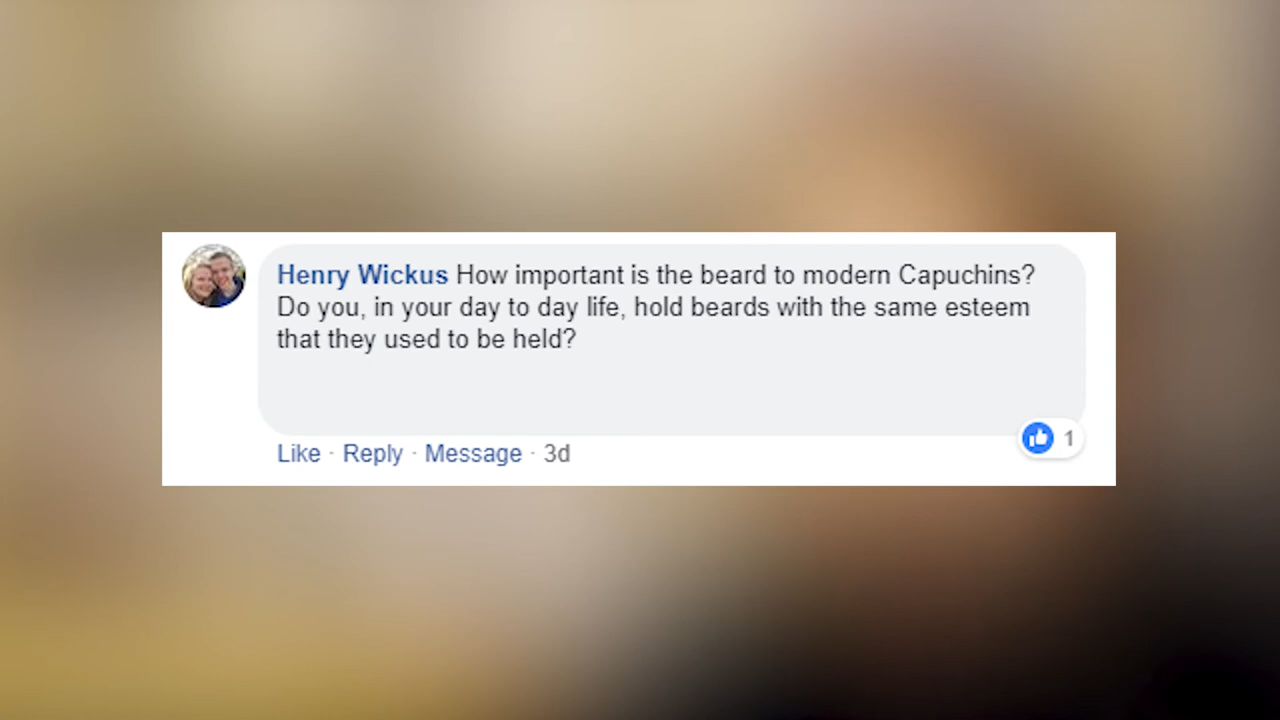 Henry Wickus How important is the beard to modern Capuchins?
Do you, in your day to day life, hold beards with the same esteem
that they used to be held?
1
Like · Reply · Message · 3d